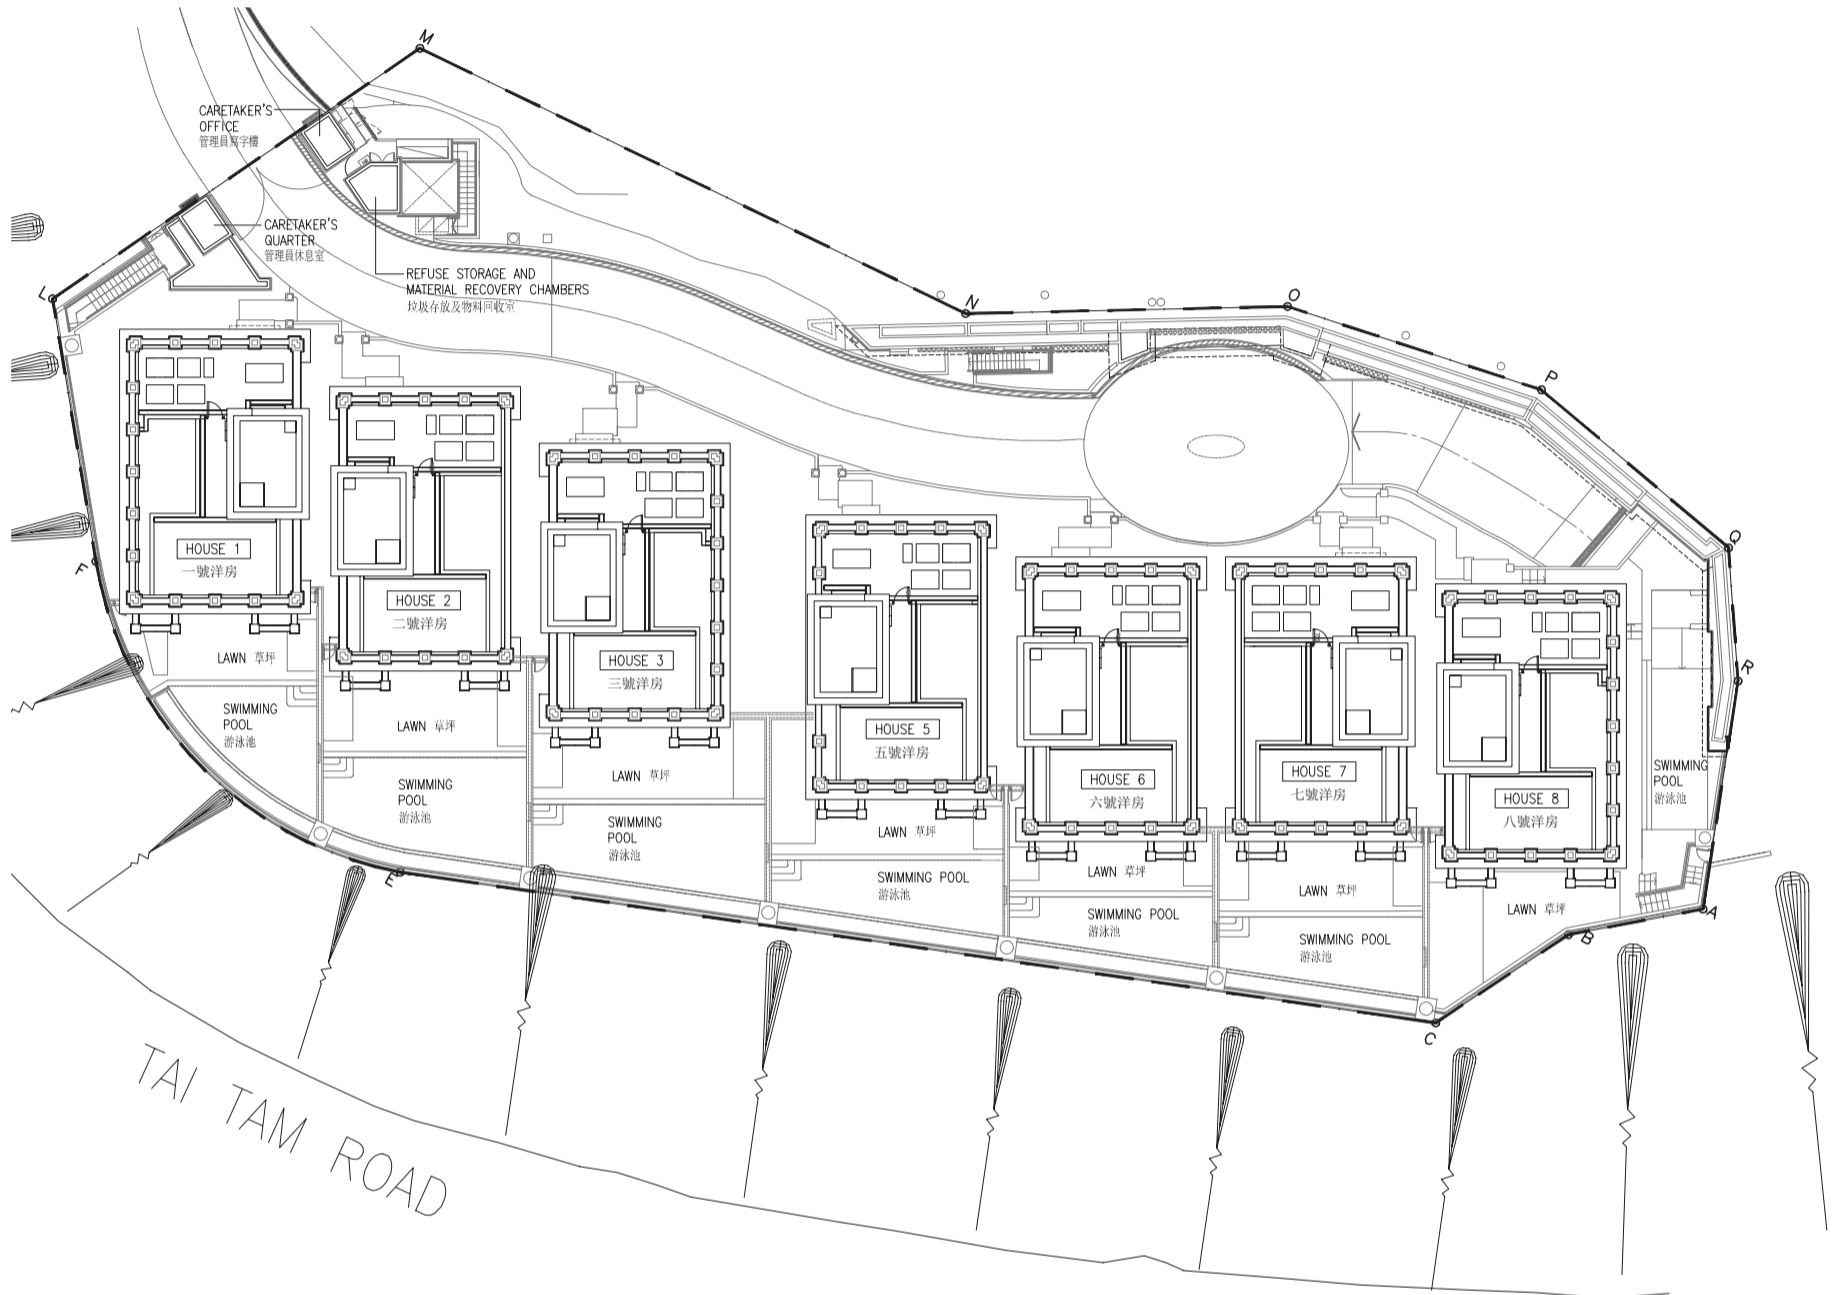 M
CARETAKER'S
OFFICE
管理員寫字樓
CARETAKER'S
QUARTER
管理員休息室
REFUSE STORAGE AND
MATERIAL RECOVERY CHAMBERS
垃圾存放及物料回收室
L
N
O
P
Q
R
F
HOUSE 1
一號洋房
HOUSE 2
二號洋房
HOUSE 3
三號洋房
HOUSE 5
五號洋房
HOUSE 6
六號洋房
HOUSE 7
七號洋房
HOUSE 8
八號洋房
LAWN 草坪
SWIMMING
POOL
游泳池
LAWN 草坪
SWIMMING
POOL
游泳池
LAWN 草坪
SWIMMING
POOL
游泳池
LAWN 草坪
SWIMMING POOL
游泳池
LAWN 草坪
SWIMMING POOL
游泳池
LAWN 草坪
SWIMMING POOL
游泳池
LAWN 草坪
SWIMMING
POOL
游泳池
E
A
B
C
TAI TAM ROAD